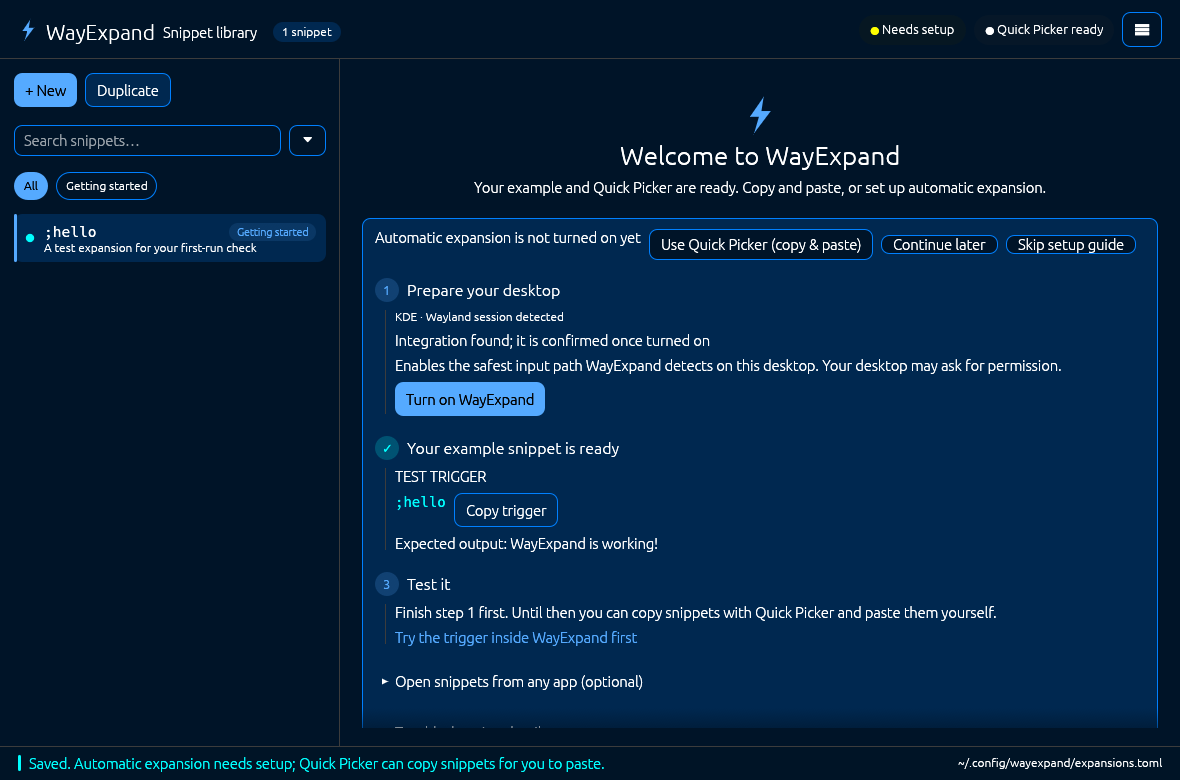 WayExpand Snippet library 1 snippet
Needs setup Quick Picker ready
+ New Duplicate
Search snippets...
All Getting started
;hello Getting started
A test expansion for your first-run check
Welcome to WayExpand
Your example and Quick Picker are ready. Copy and paste, or set up automatic expansion.
Automatic expansion is not turned on yet Use Quick Picker (copy & paste) Continue later Skip setup guide
1 Prepare your desktop
KDE · Wayland session detected
Integration found; it is confirmed once turned on
Enables the safest input path WayExpand detects on this desktop. Your desktop may ask for permission.
Turn on WayExpand
✓ Your example snippet is ready
TEST TRIGGER
;hello Copy trigger
Expected output: WayExpand is working!
3 Test it
Finish step 1 first. Until then you can copy snippets with Quick Picker and paste them yourself.
Try the trigger inside WayExpand first
▸ Open snippets from any app (optional)
Saved. Automatic expansion needs setup; Quick Picker can copy snippets for you to paste.
~/.config/wayexpand/expansions.toml